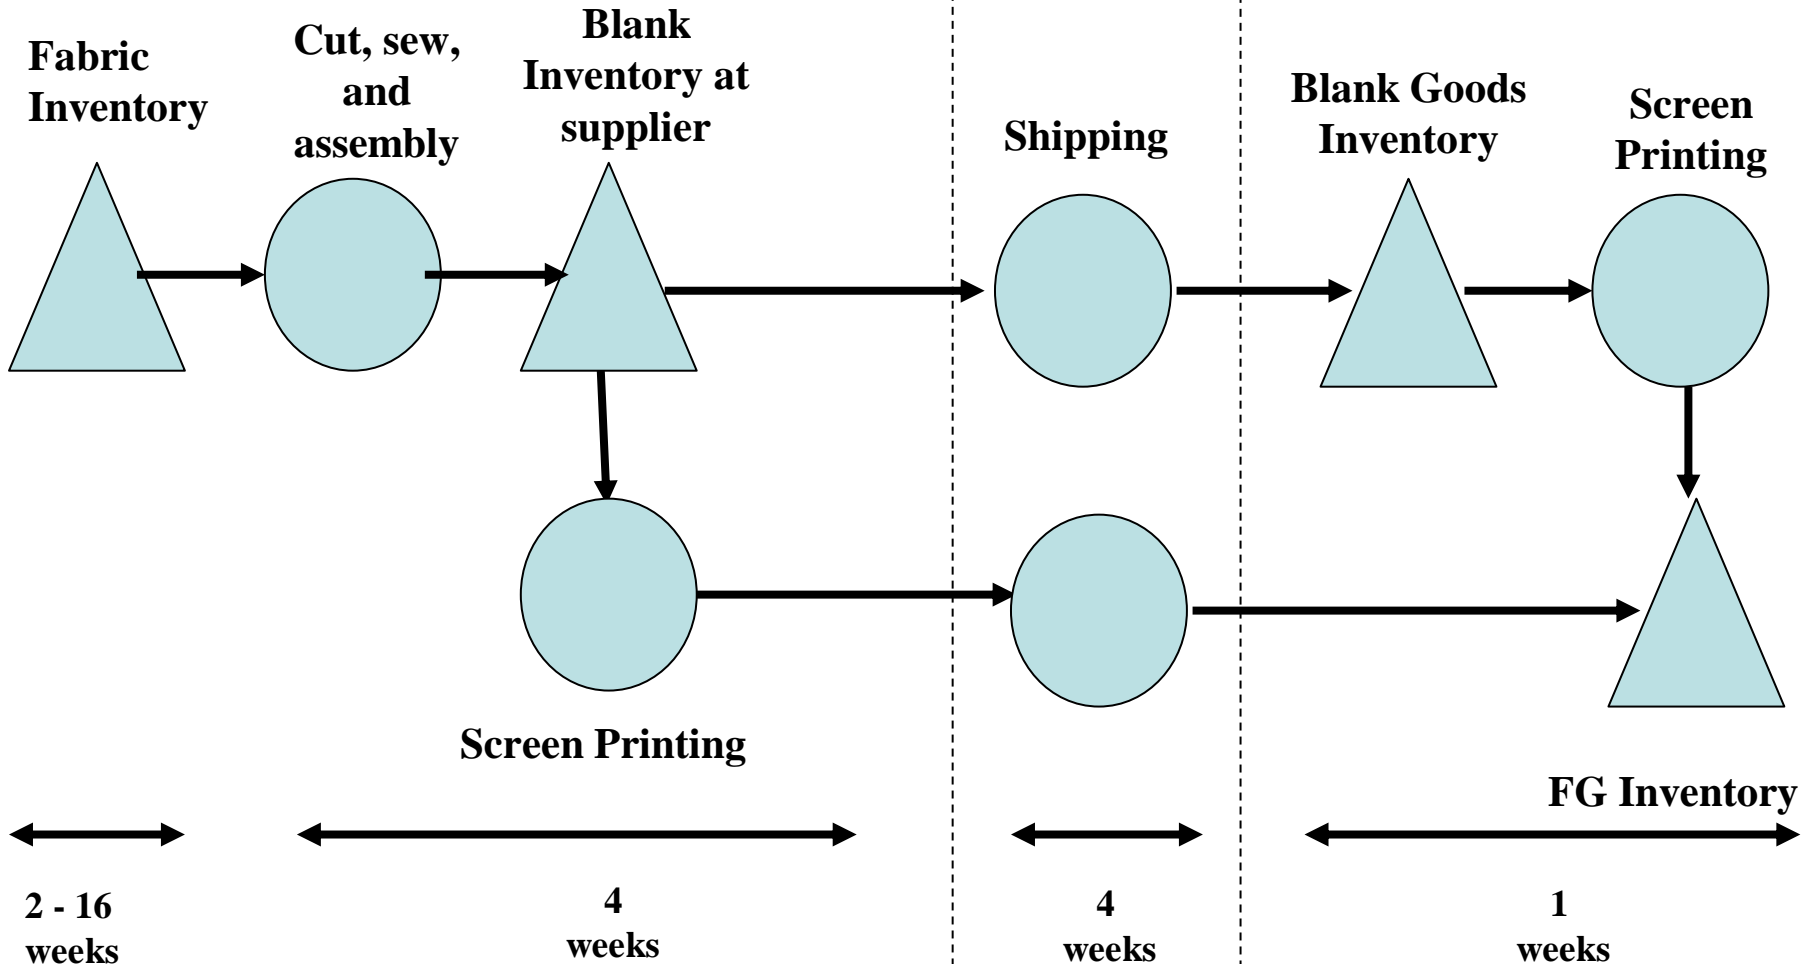 Fabric
Inventory
Cut, sew,
and
assembly
Blank
Inventory at
supplier
Shipping
Blank Goods
Inventory
Screen
Printing
Screen Printing
FG Inventory
2 - 16
weeks
4
weeks
4
weeks
1
weeks